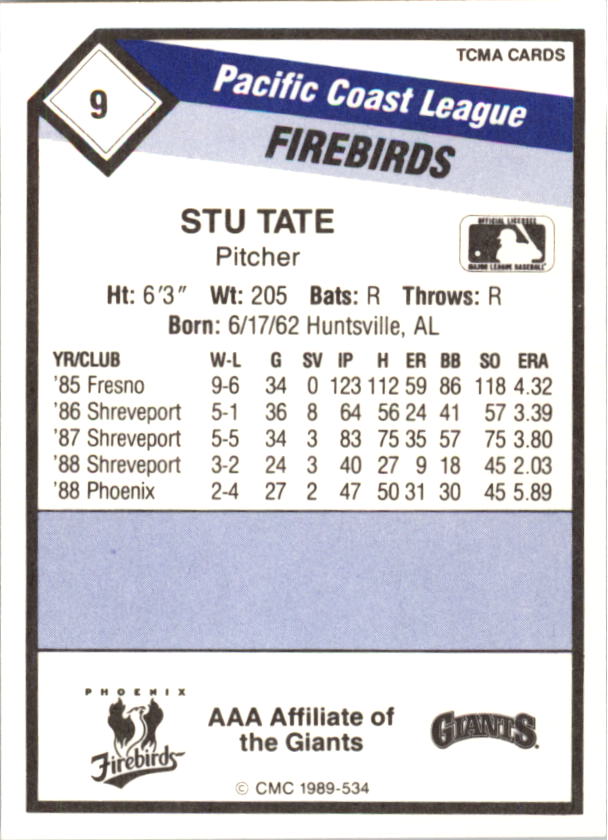 TCMA CARDS
9
Pacific Coast League
FIREBIRDS
STU TATE
Pitcher
OFFICIAL LICENSEE
MAJOR LEAGUE BASEBALL
Ht: 6'3" Wt: 205 Bats: R Throws: R
Born: 6/17/62 Huntsville, AL
YR/CLUB W-L G SV IP H ER BB SO ERA
'85 Fresno 9-6 34 0 123 112 59 86 118 4.32
'86 Shreveport 5-1 36 8 64 56 24 41 57 3.39
'87 Shreveport 5-5 34 3 83 75 35 57 75 3.80
'88 Shreveport 3-2 24 3 40 27 9 18 45 2.03
'88 Phoenix 2-4 27 2 47 50 31 30 45 5.89
PHOENIX
Firebirds
AAA Affiliate of
the Giants
GIANTS
© CMC 1989-534